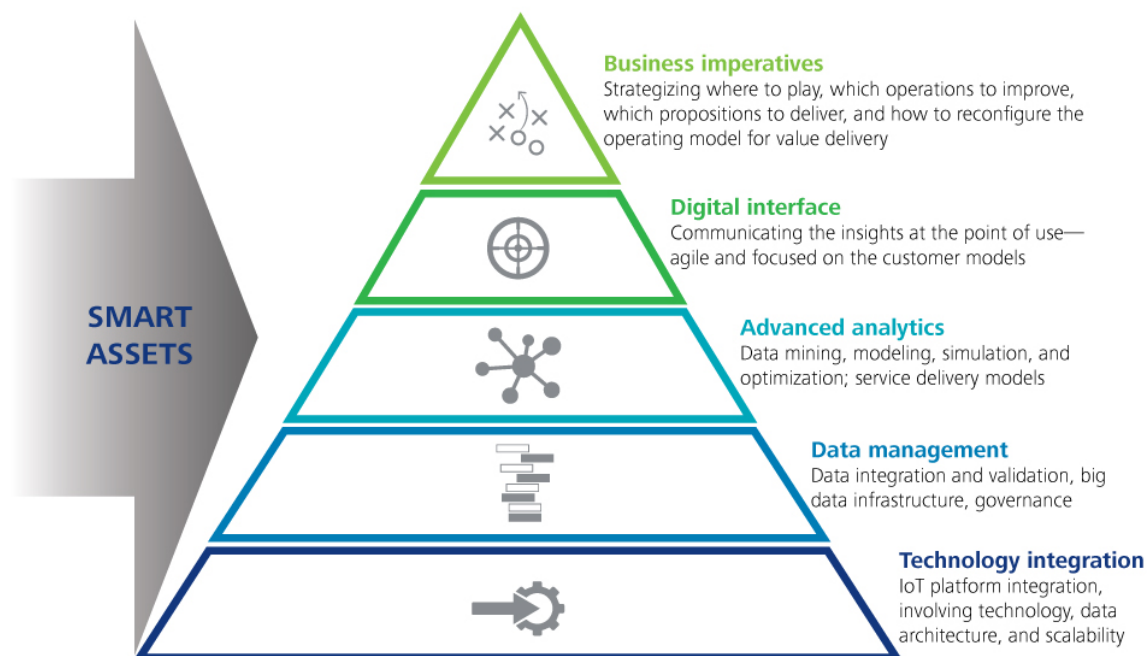 Business imperatives
Strategizing where to play, which operations to improve,
which propositions to deliver, and how to reconfigure the
operating model for value delivery
Digital interface
Communicating the insights at the point of use—
agile and focused on the customer models
SMART
ASSETS
Advanced analytics
Data mining, modeling, simulation, and
optimization; service delivery models
Data management
Data integration and validation, big
data infrastructure, governance
Technology integration
IoT platform integration,
involving technology, data
architecture, and scalability